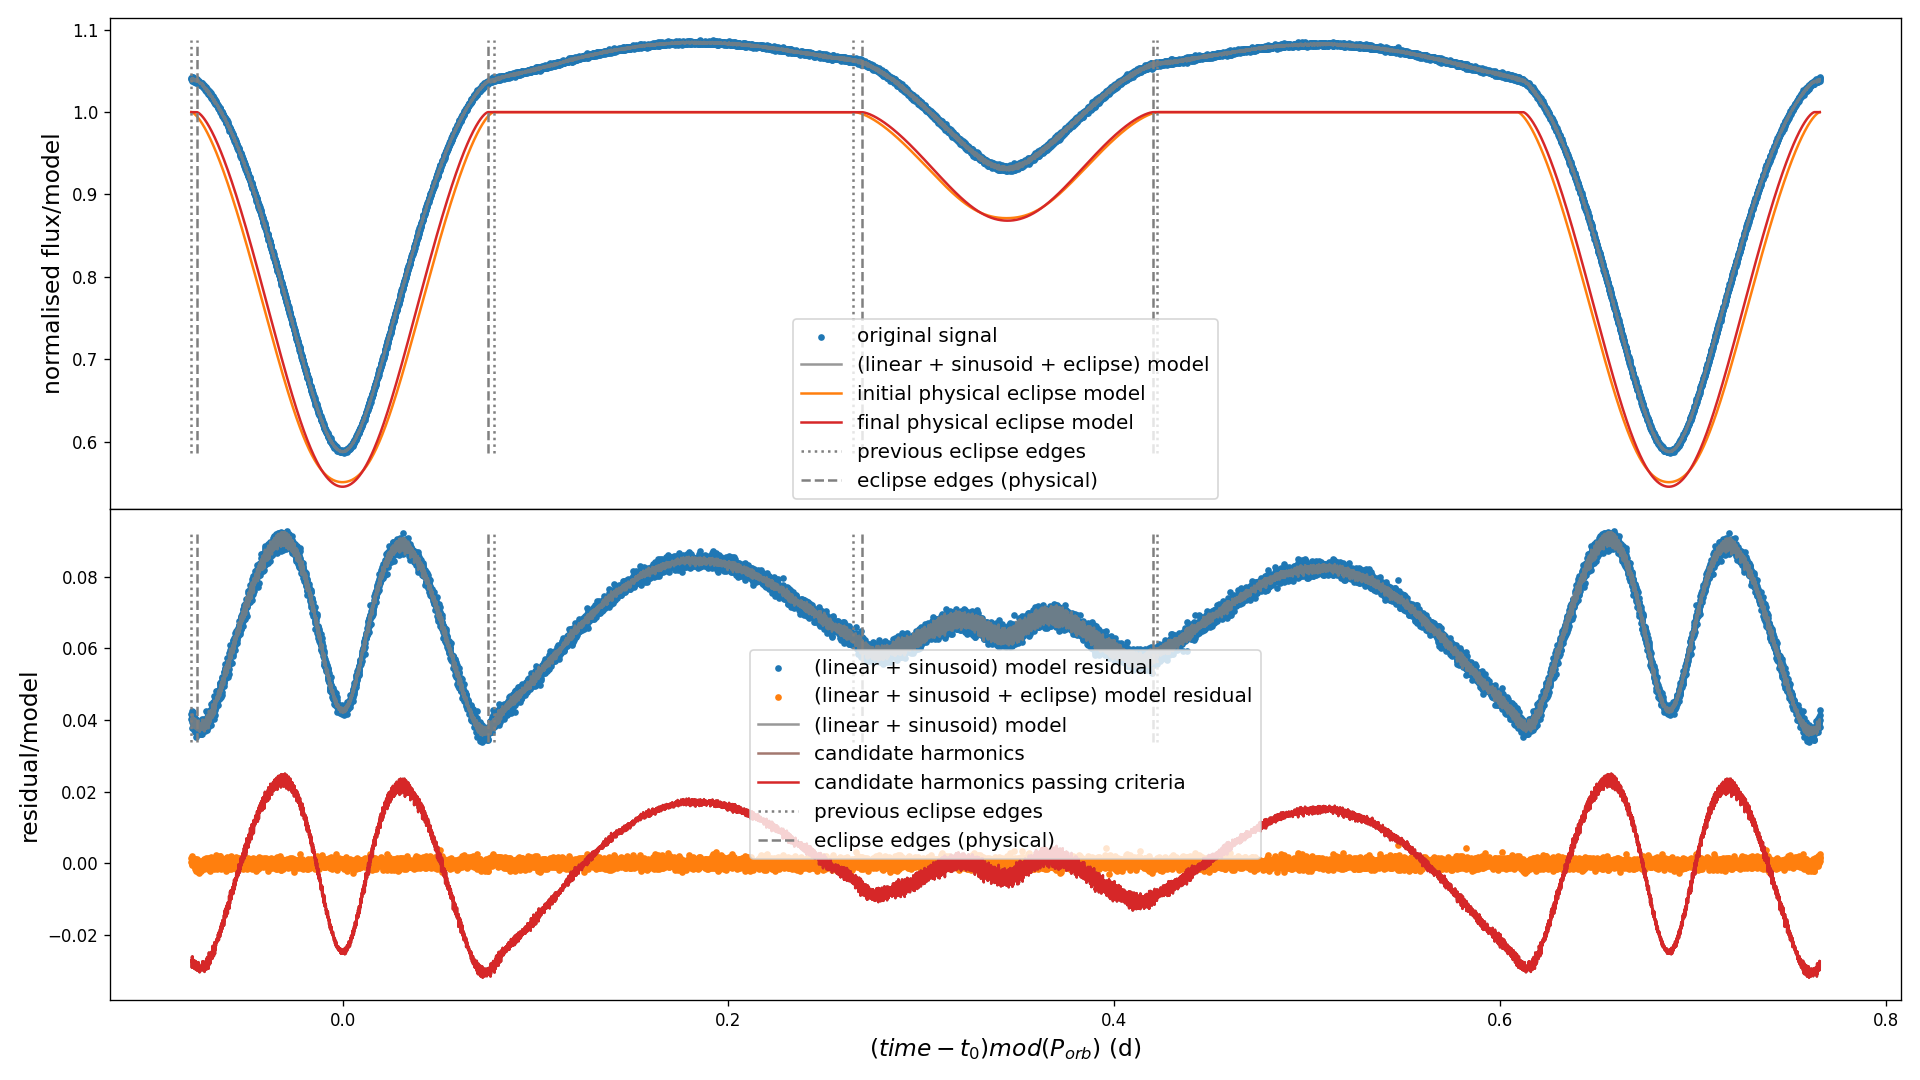 normalised flux/model
1.1
1.0
0.9
0.8
0.7
0.6
original signal
(linear + sinusoid + eclipse) model
initial physical eclipse model
final physical eclipse model
previous eclipse edges
eclipse edges (physical)
residual/model
0.08
0.06
0.04
0.02
0.00
−0.02
(linear + sinusoid) model residual
(linear + sinusoid + eclipse) model residual
(linear + sinusoid) model
candidate harmonics
candidate harmonics passing criteria
previous eclipse edges
eclipse edges (physical)
0.0 0.2 0.4 0.6 0.8
(time − t₀)mod(P_orb) (d)